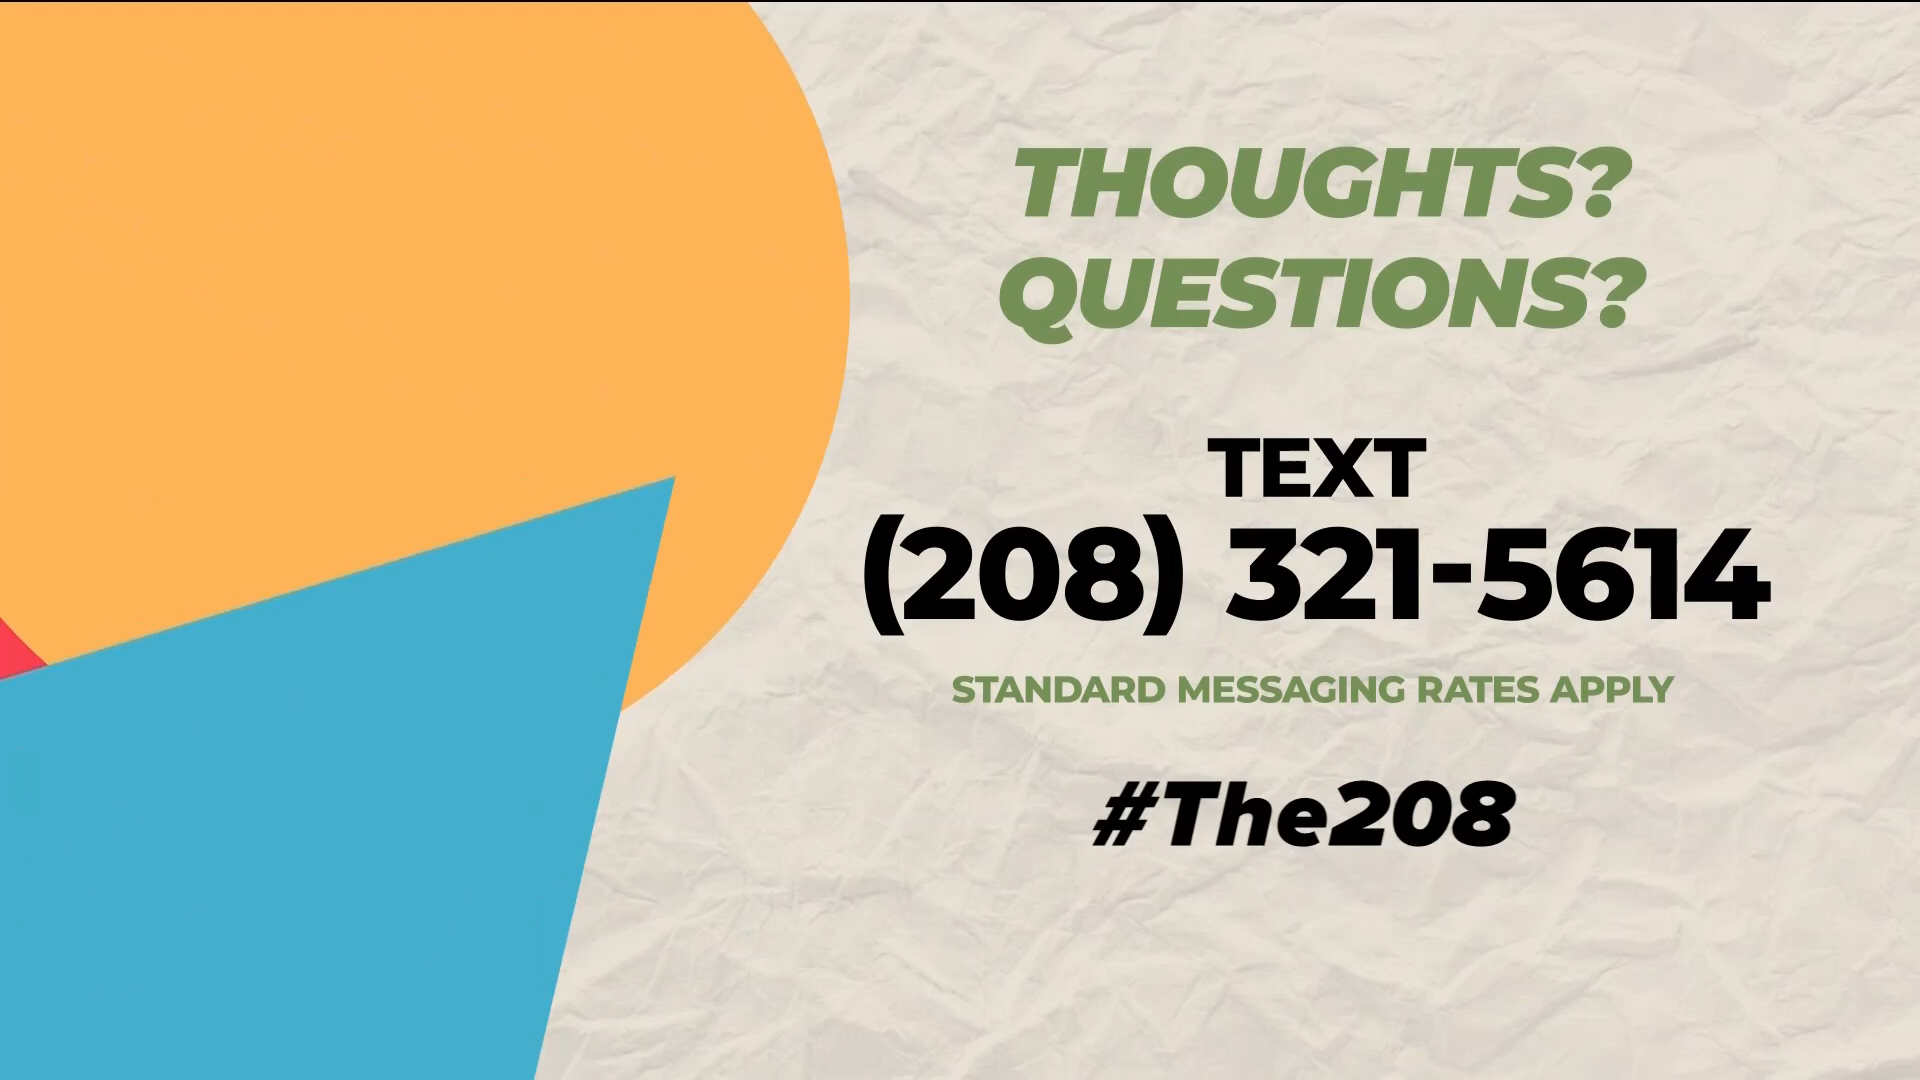 THOUGHTS?
QUESTIONS?
TEXT
(208) 321-5614
STANDARD MESSAGING RATES APPLY
#The208